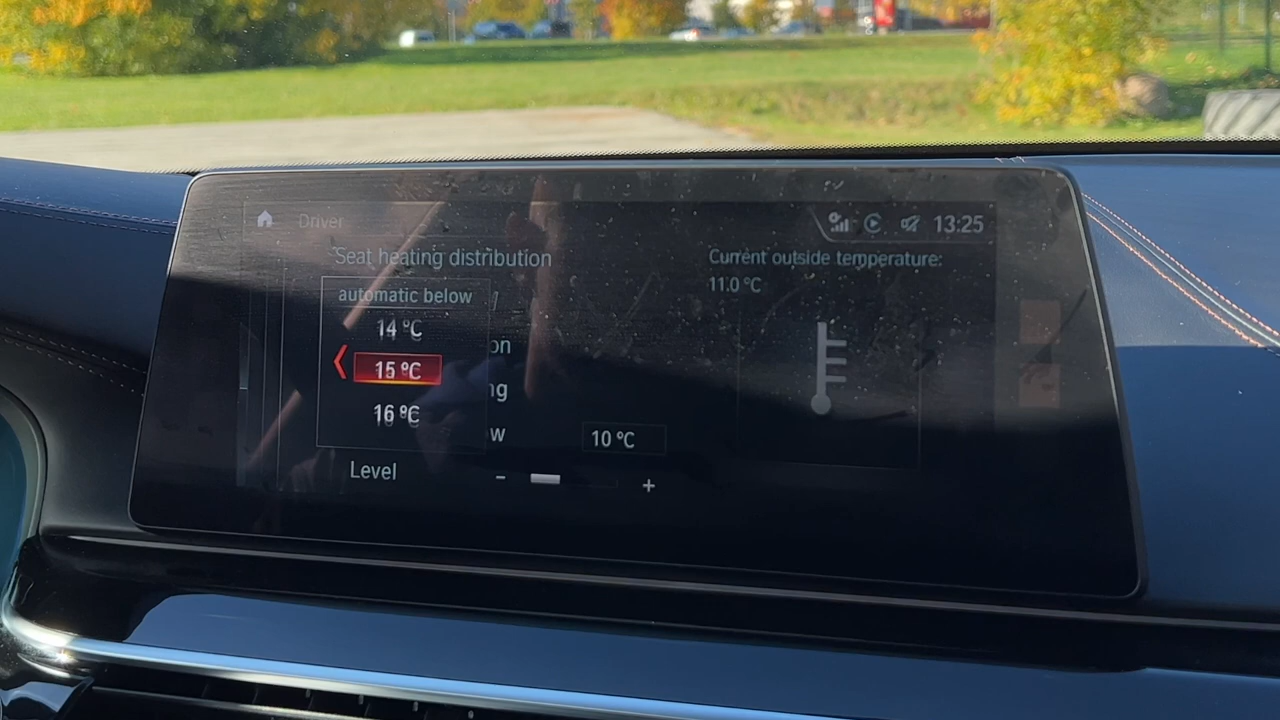 Driver
13:25
Seat heating distribution
Current outside temperature:
11.0 °C
automatic below
14 °C
on
15 °C
ng
16 °C
w
10 °C
Level
- +